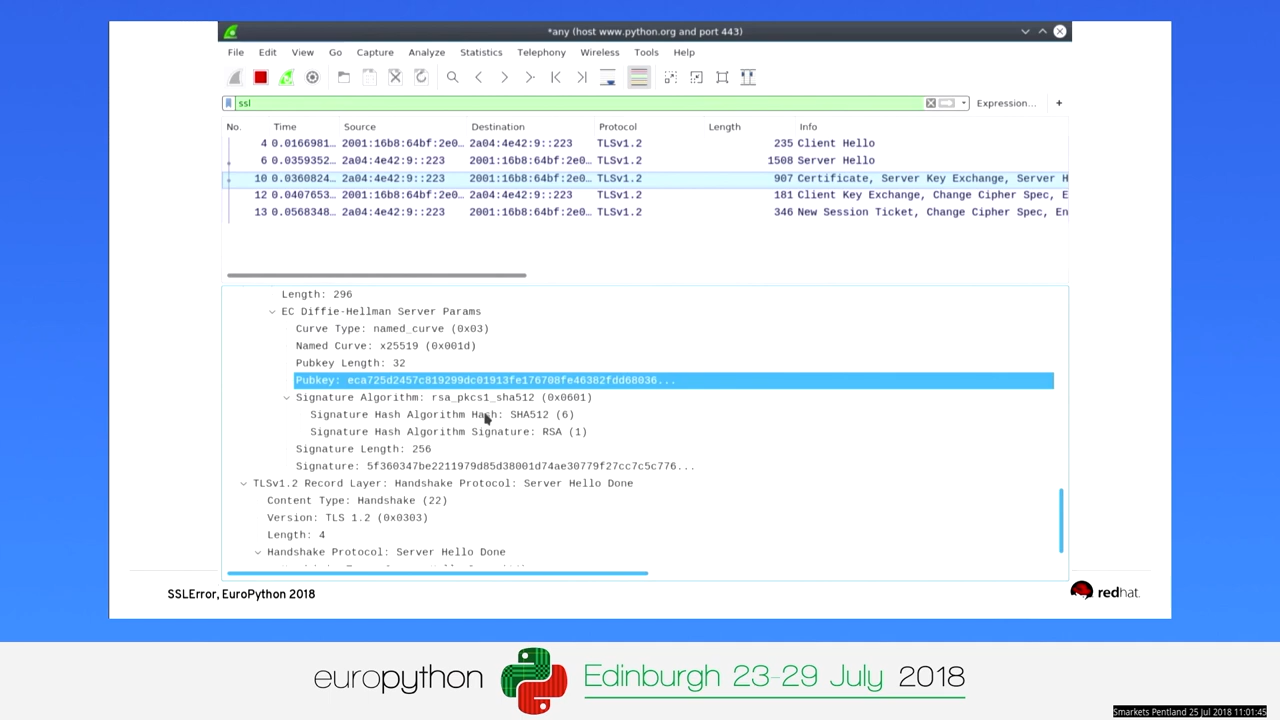 *any (host www.python.org and port 443)
File Edit View Go Capture Analyze Statistics Telephony Wireless Tools Help
ssl Expression... +
No. Time Source Destination Protocol Length Info
4 0.0166981... 2001:16b8:64bf:2e0... 2a04:4e42:9::223 TLSv1.2 235 Client Hello
6 0.0359352... 2a04:4e42:9::223 2001:16b8:64bf:2e0... TLSv1.2 1508 Server Hello
10 0.0360824... 2a04:4e42:9::223 2001:16b8:64bf:2e0... TLSv1.2 907 Certificate, Server Key Exchange, Server H
12 0.0407653... 2001:16b8:64bf:2e0... 2a04:4e42:9::223 TLSv1.2 181 Client Key Exchange, Change Cipher Spec, E
13 0.0568348... 2a04:4e42:9::223 2001:16b8:64bf:2e0... TLSv1.2 346 New Session Ticket, Change Cipher Spec, En
Length: 296
EC Diffie-Hellman Server Params
Curve Type: named_curve (0x03)
Named Curve: x25519 (0x001d)
Pubkey Length: 32
Pubkey: eca725d2457c819299dc01913fe176708fe46382fdd68036...
Signature Algorithm: rsa_pkcs1_sha512 (0x0601)
Signature Hash Algorithm Hash: SHA512 (6)
Signature Hash Algorithm Signature: RSA (1)
Signature Length: 256
Signature: 5f360347be2211979d85d38001d74ae30779f27cc7c5c776...
TLSv1.2 Record Layer: Handshake Protocol: Server Hello Done
Content Type: Handshake (22)
Version: TLS 1.2 (0x0303)
Length: 4
Handshake Protocol: Server Hello Done
SSLError, EuroPython 2018
redhat.
europython Edinburgh 23-29 July 2018
Smarkets Pentland 25 Jul 2018 11:01:45